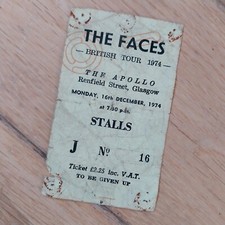 THE FACES
— BRITISH TOUR 1974 —
THE APOLLO
Renfield Street, Glasgow
MONDAY, 16th DECEMBER, 1974
at 7.30 p.m.
STALLS
J No 16
Ticket £2.25 inc. V.A.T.
TO BE GIVEN UP